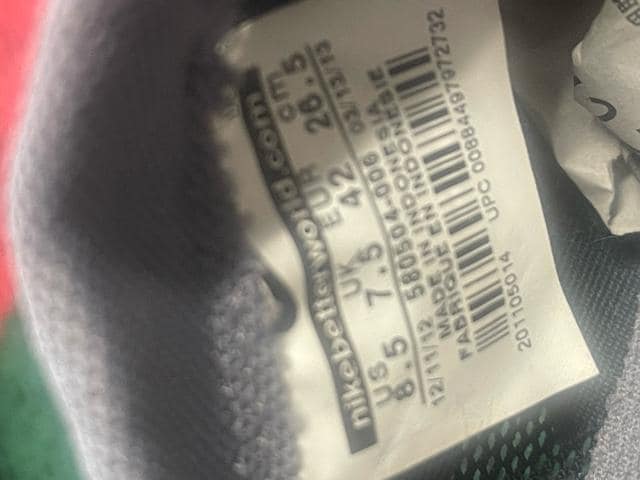 nikebetterworld.com
US UK EUR cm
8.5 7.5 42 26.5
12/11/12 03/13/13
580504-006
MADE IN INDONESIA
FABRIQUE EN INDONESIE
UPC 00884497972732
201105014